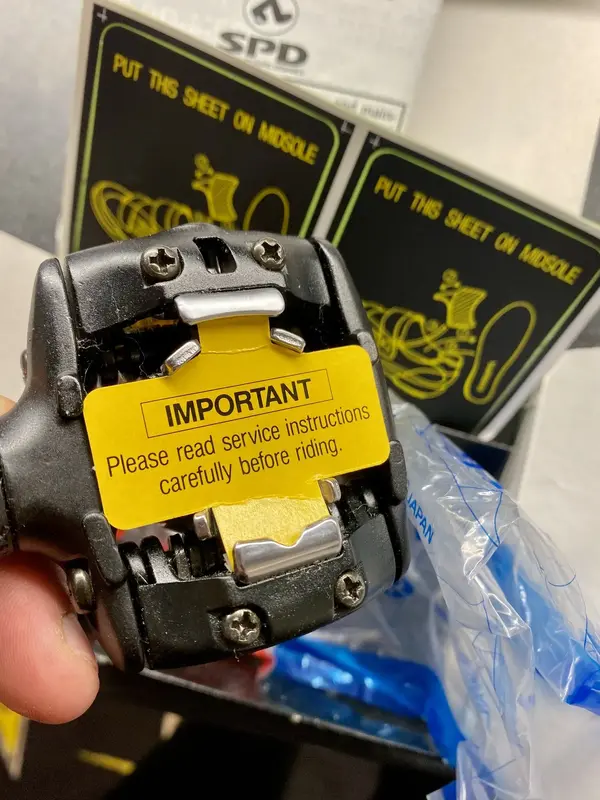 SPD
PUT THIS SHEET ON MIDSOLE
PUT THIS SHEET ON MIDSOLE
IMPORTANT
Please read service instructions
carefully before riding.
JAPAN